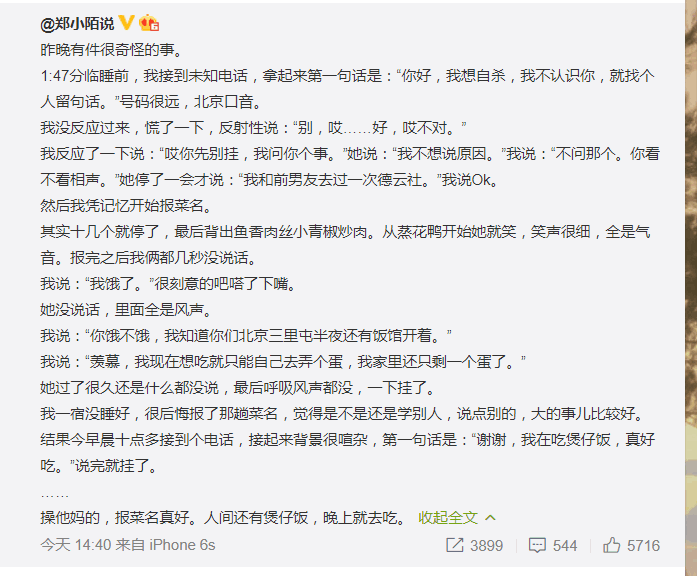 @郑小陌说
昨晚有件很奇怪的事。
1:47分临睡前，我接到未知电话，拿起来第一句话是：“你好，我想自杀，我不认识你，就找个
人留句话。”号码很远，北京口音。
我没反应过来，慌了一下，反射性说：“别，哎……好，哎不对。”
我反应了一下说：“哎你先别挂，我问你个事。”她说：“我不想说原因。”我说：“不问那个。你看
不看相声。”她停了一会才说：“我和前男友去过一次德云社。”我说Ok。
然后我凭记忆开始报菜名。
其实十几个就停了，最后背出鱼香肉丝小青椒炒肉。从蒸花鸭开始她就笑，笑声很细，全是气
音。报完之后我俩都几秒没说话。
我说：“我饿了。”很刻意的吧嗒了下嘴。
她没说话，里面全是风声。
我说：“你饿不饿，我知道你们北京三里屯半夜还有饭馆开着。”
我说：“羡慕，我现在想吃就只能自己去弄个蛋，我家里还只剩一个蛋了。”
她过了很久还是什么都没说，最后呼吸风声都没，一下挂了。
我一宿没睡好，很后悔报了那趟菜名，觉得是不是还是学别人，说点别的，大的事儿比较好。
结果今早晨十点多接到个电话，接起来背景很喧杂，第一句话是：“谢谢，我在吃煲仔饭，真好
吃。”说完就挂了。
……
操他妈的，报菜名真好。人间还有煲仔饭，晚上就去吃。 收起全文
今天 14:40 来自 iPhone 6s 3899 544 5716